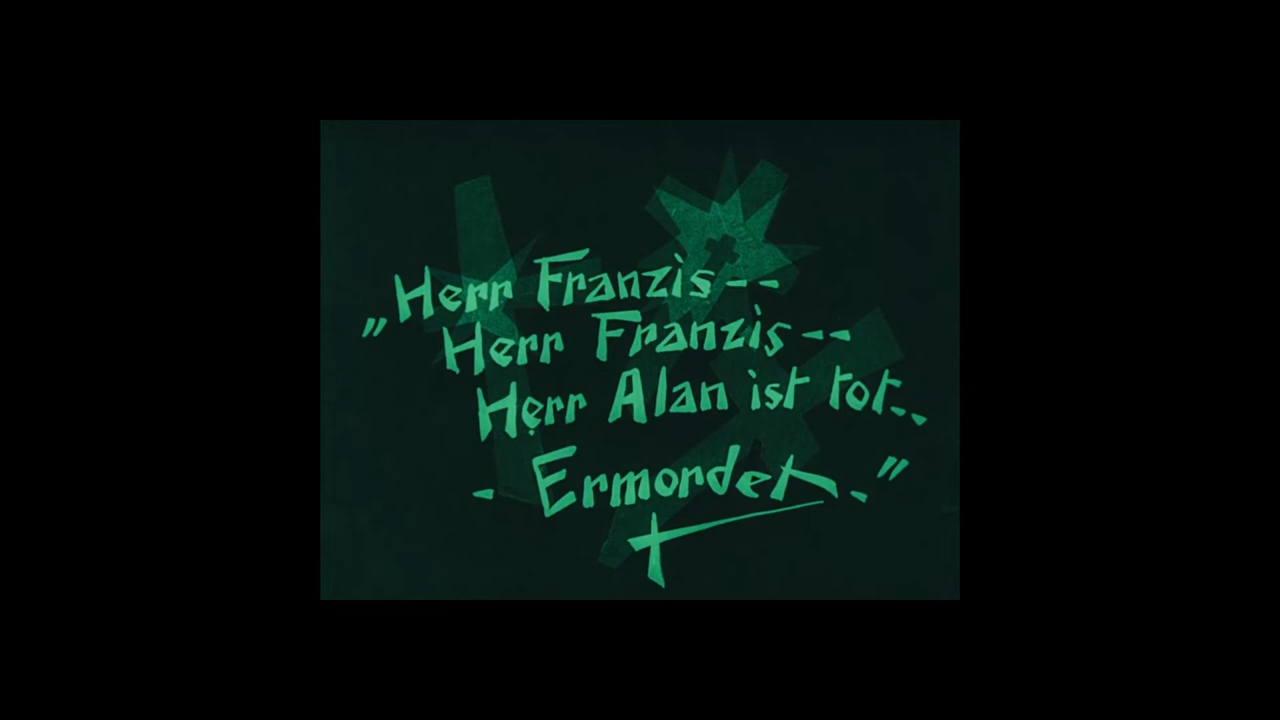 „Herr Franzis--
Herr Franzis--
Herr Alan ist tot..
- Ermordet.”